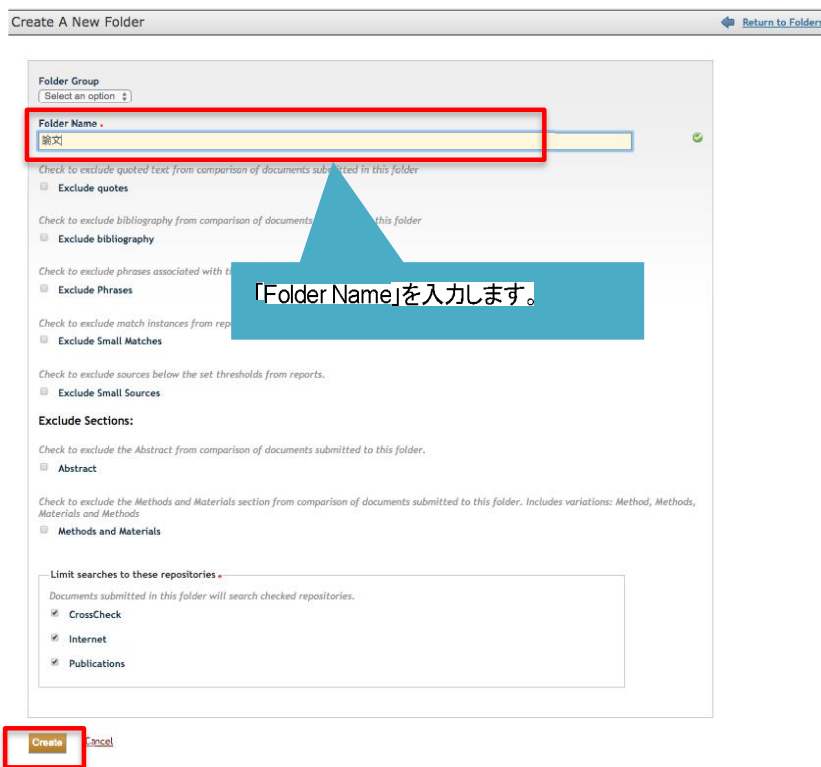 Create A New Folder
Return to Folders
Folder Group
Select an option
Folder Name
論文
Check to exclude quoted text from comparison of documents submitted in this folder
Exclude quotes
Check to exclude bibliography from comparison of documents this folder
Exclude bibliography
Check to exclude phrases associated with
Exclude Phrases
「Folder Name」を入力します。
Check to exclude match instances from
Exclude Small Matches
Check to exclude sources below the set thresholds from reports.
Exclude Small Sources
Exclude Sections:
Check to exclude the Abstract from comparison of documents submitted to this folder.
Abstract
Check to exclude the Methods and Materials section from comparison of documents submitted to this folder. Includes variations: Method, Methods,
Materials and Methods
Methods and Materials
Limit searches to these repositories
Documents submitted in this folder will search checked repositories.
CrossCheck
Internet
Publications
Create Cancel